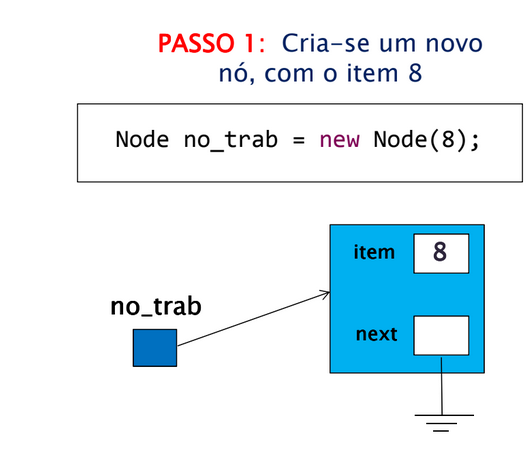 PASSO 1: Cria-se um novo
nó, com o item 8
Node no_trab = new Node(8);
item 8
no_trab
next